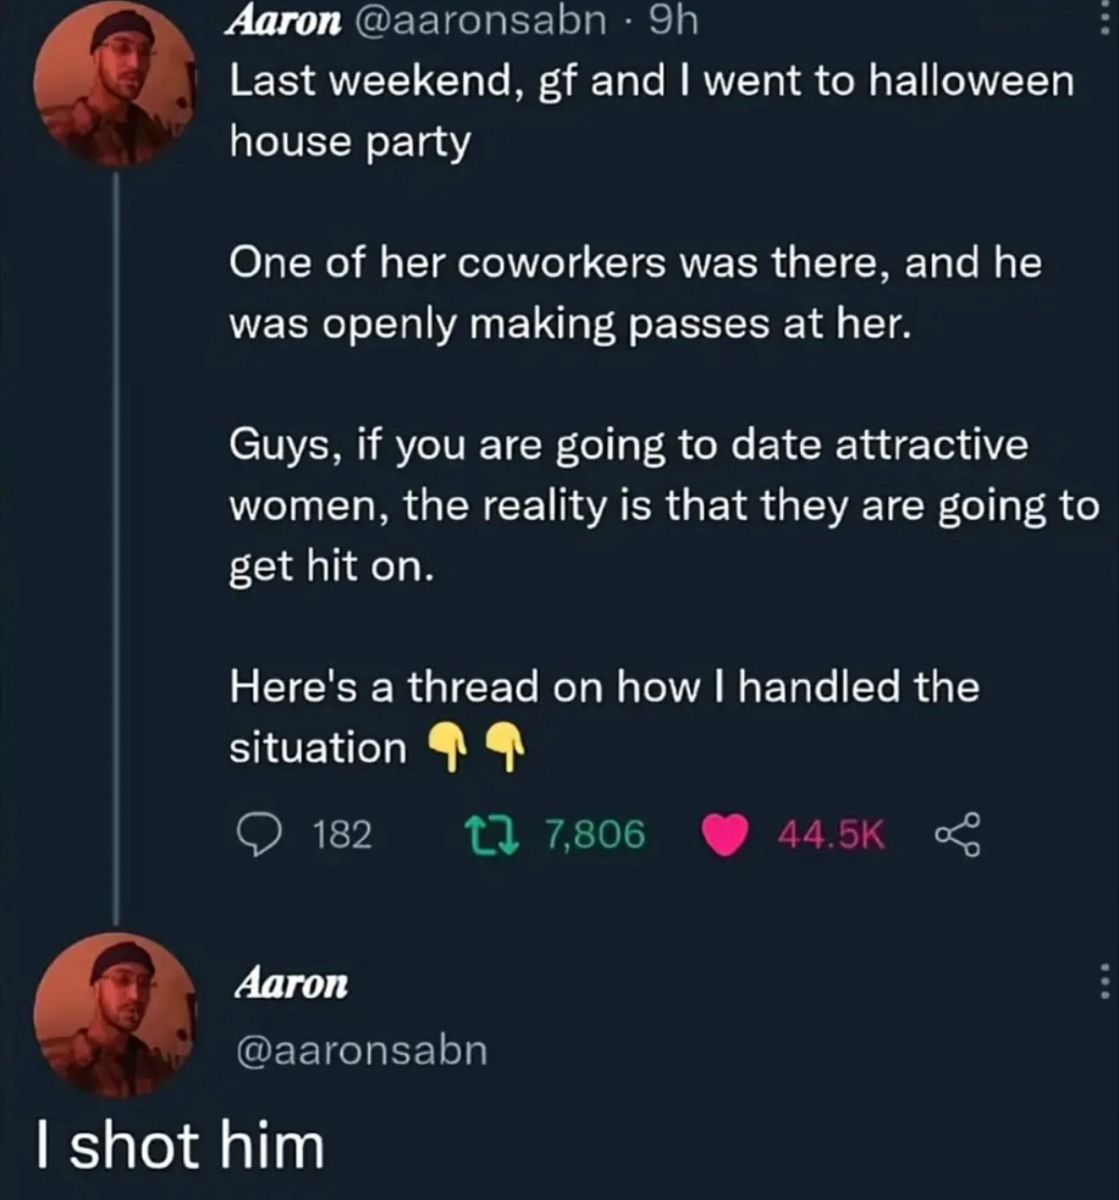 Aaron @aaronsabn · 9h
Last weekend, gf and I went to halloween
house party
One of her coworkers was there, and he
was openly making passes at her.
Guys, if you are going to date attractive
women, the reality is that they are going to
get hit on.
Here's a thread on how I handled the
situation 👇👇
182 7,806 44.5K
Aaron
@aaronsabn
I shot him